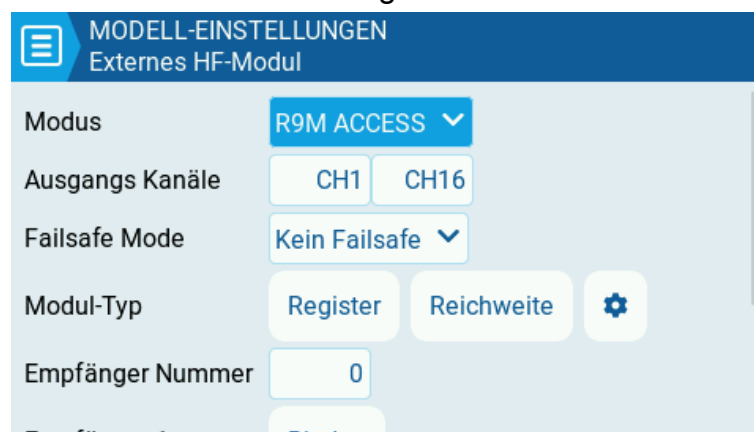 MODELL-EINSTELLUNGEN
Externes HF-Modul
Modus R9M ACCESS
Ausgangs Kanäle CH1 CH16
Failsafe Mode Kein Failsafe
Modul-Typ Register Reichweite
Empfänger Nummer 0